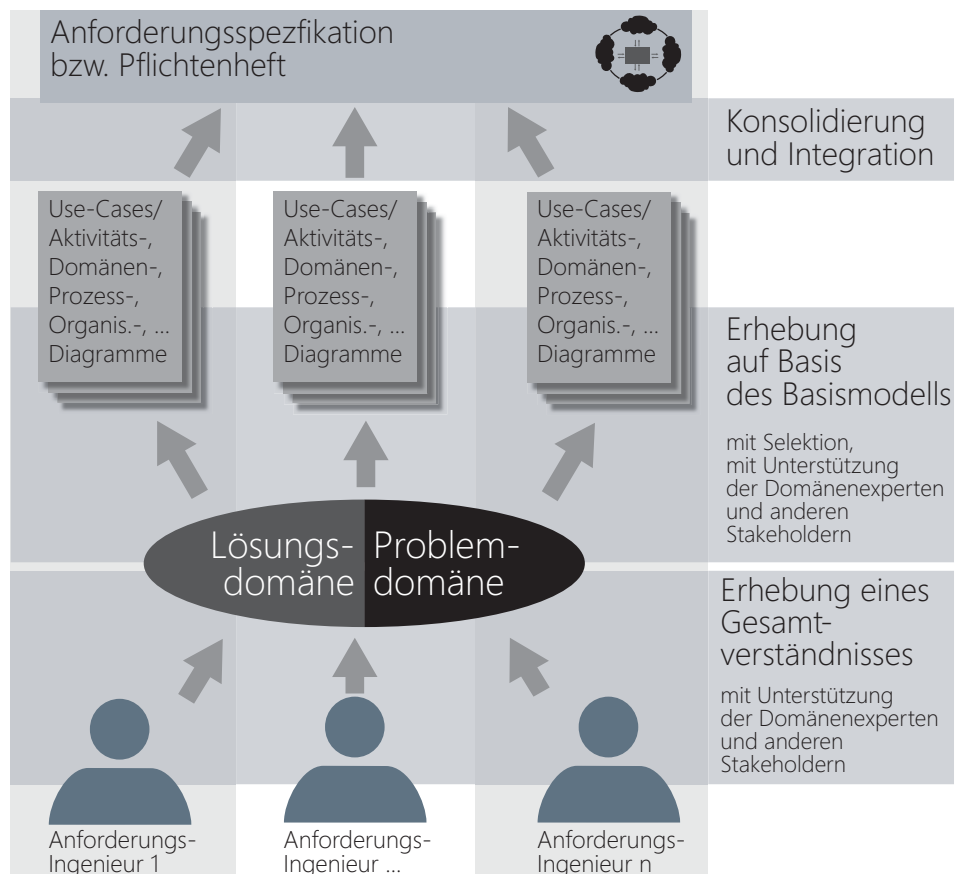 Anforderungsspezfikation
bzw. Pflichtenheft
Konsolidierung
und Integration
Use-Cases/
Aktivitäts-,
Domänen-,
Prozess-,
Organis.-, ...
Diagramme
Use-Cases/
Aktivitäts-,
Domänen-,
Prozess-,
Organis.-, ...
Diagramme
Use-Cases/
Aktivitäts-,
Domänen-,
Prozess-,
Organis.-, ...
Diagramme
Erhebung
auf Basis
des Basismodells
mit Selektion,
mit Unterstützung
der Domänenexperten
und anderen
Stakeholdern
Lösungs-
domäne
Problem-
domäne
Erhebung eines
Gesamt-
verständnisses
mit Unterstützung
der Domänenexperten
und anderen
Stakeholdern
Anforderungs-
Ingenieur 1
Anforderungs-
Ingenieur ...
Anforderungs-
Ingenieur n